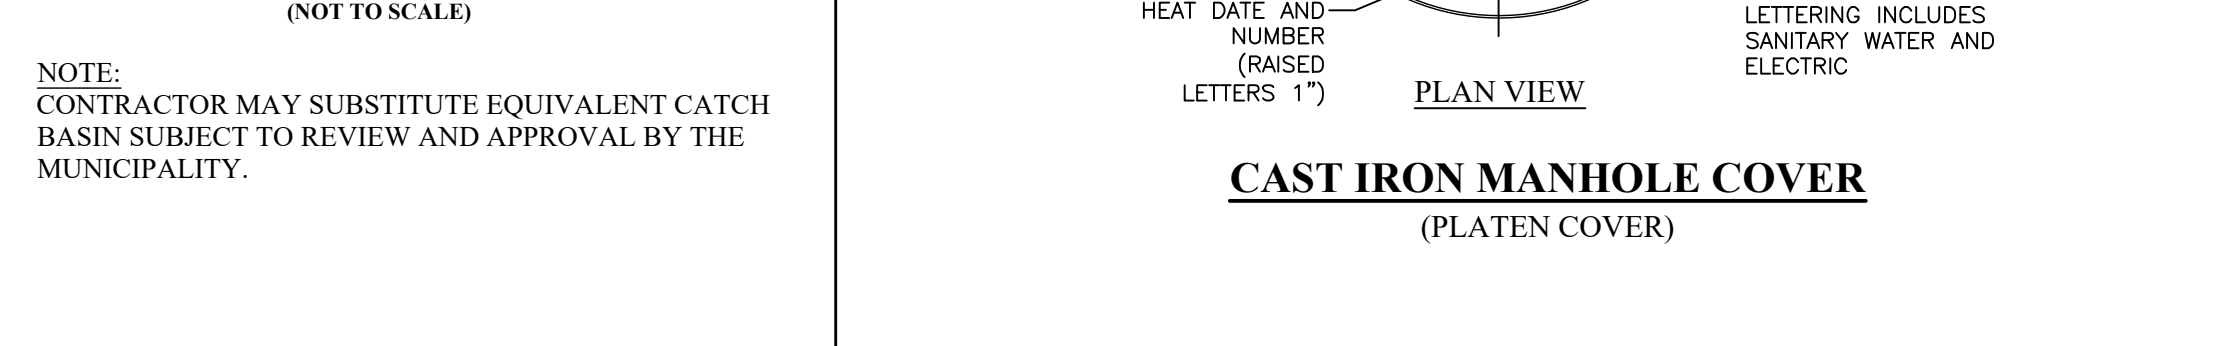 (NOT TO SCALE)
NOTE:
CONTRACTOR MAY SUBSTITUTE EQUIVALENT CATCH
BASIN SUBJECT TO REVIEW AND APPROVAL BY THE
MUNICIPALITY.
HEAT DATE AND
NUMBER
(RAISED
LETTERS 1")
PLAN VIEW
LETTERING INCLUDES
SANITARY WATER AND
ELECTRIC
CAST IRON MANHOLE COVER
(PLATEN COVER)